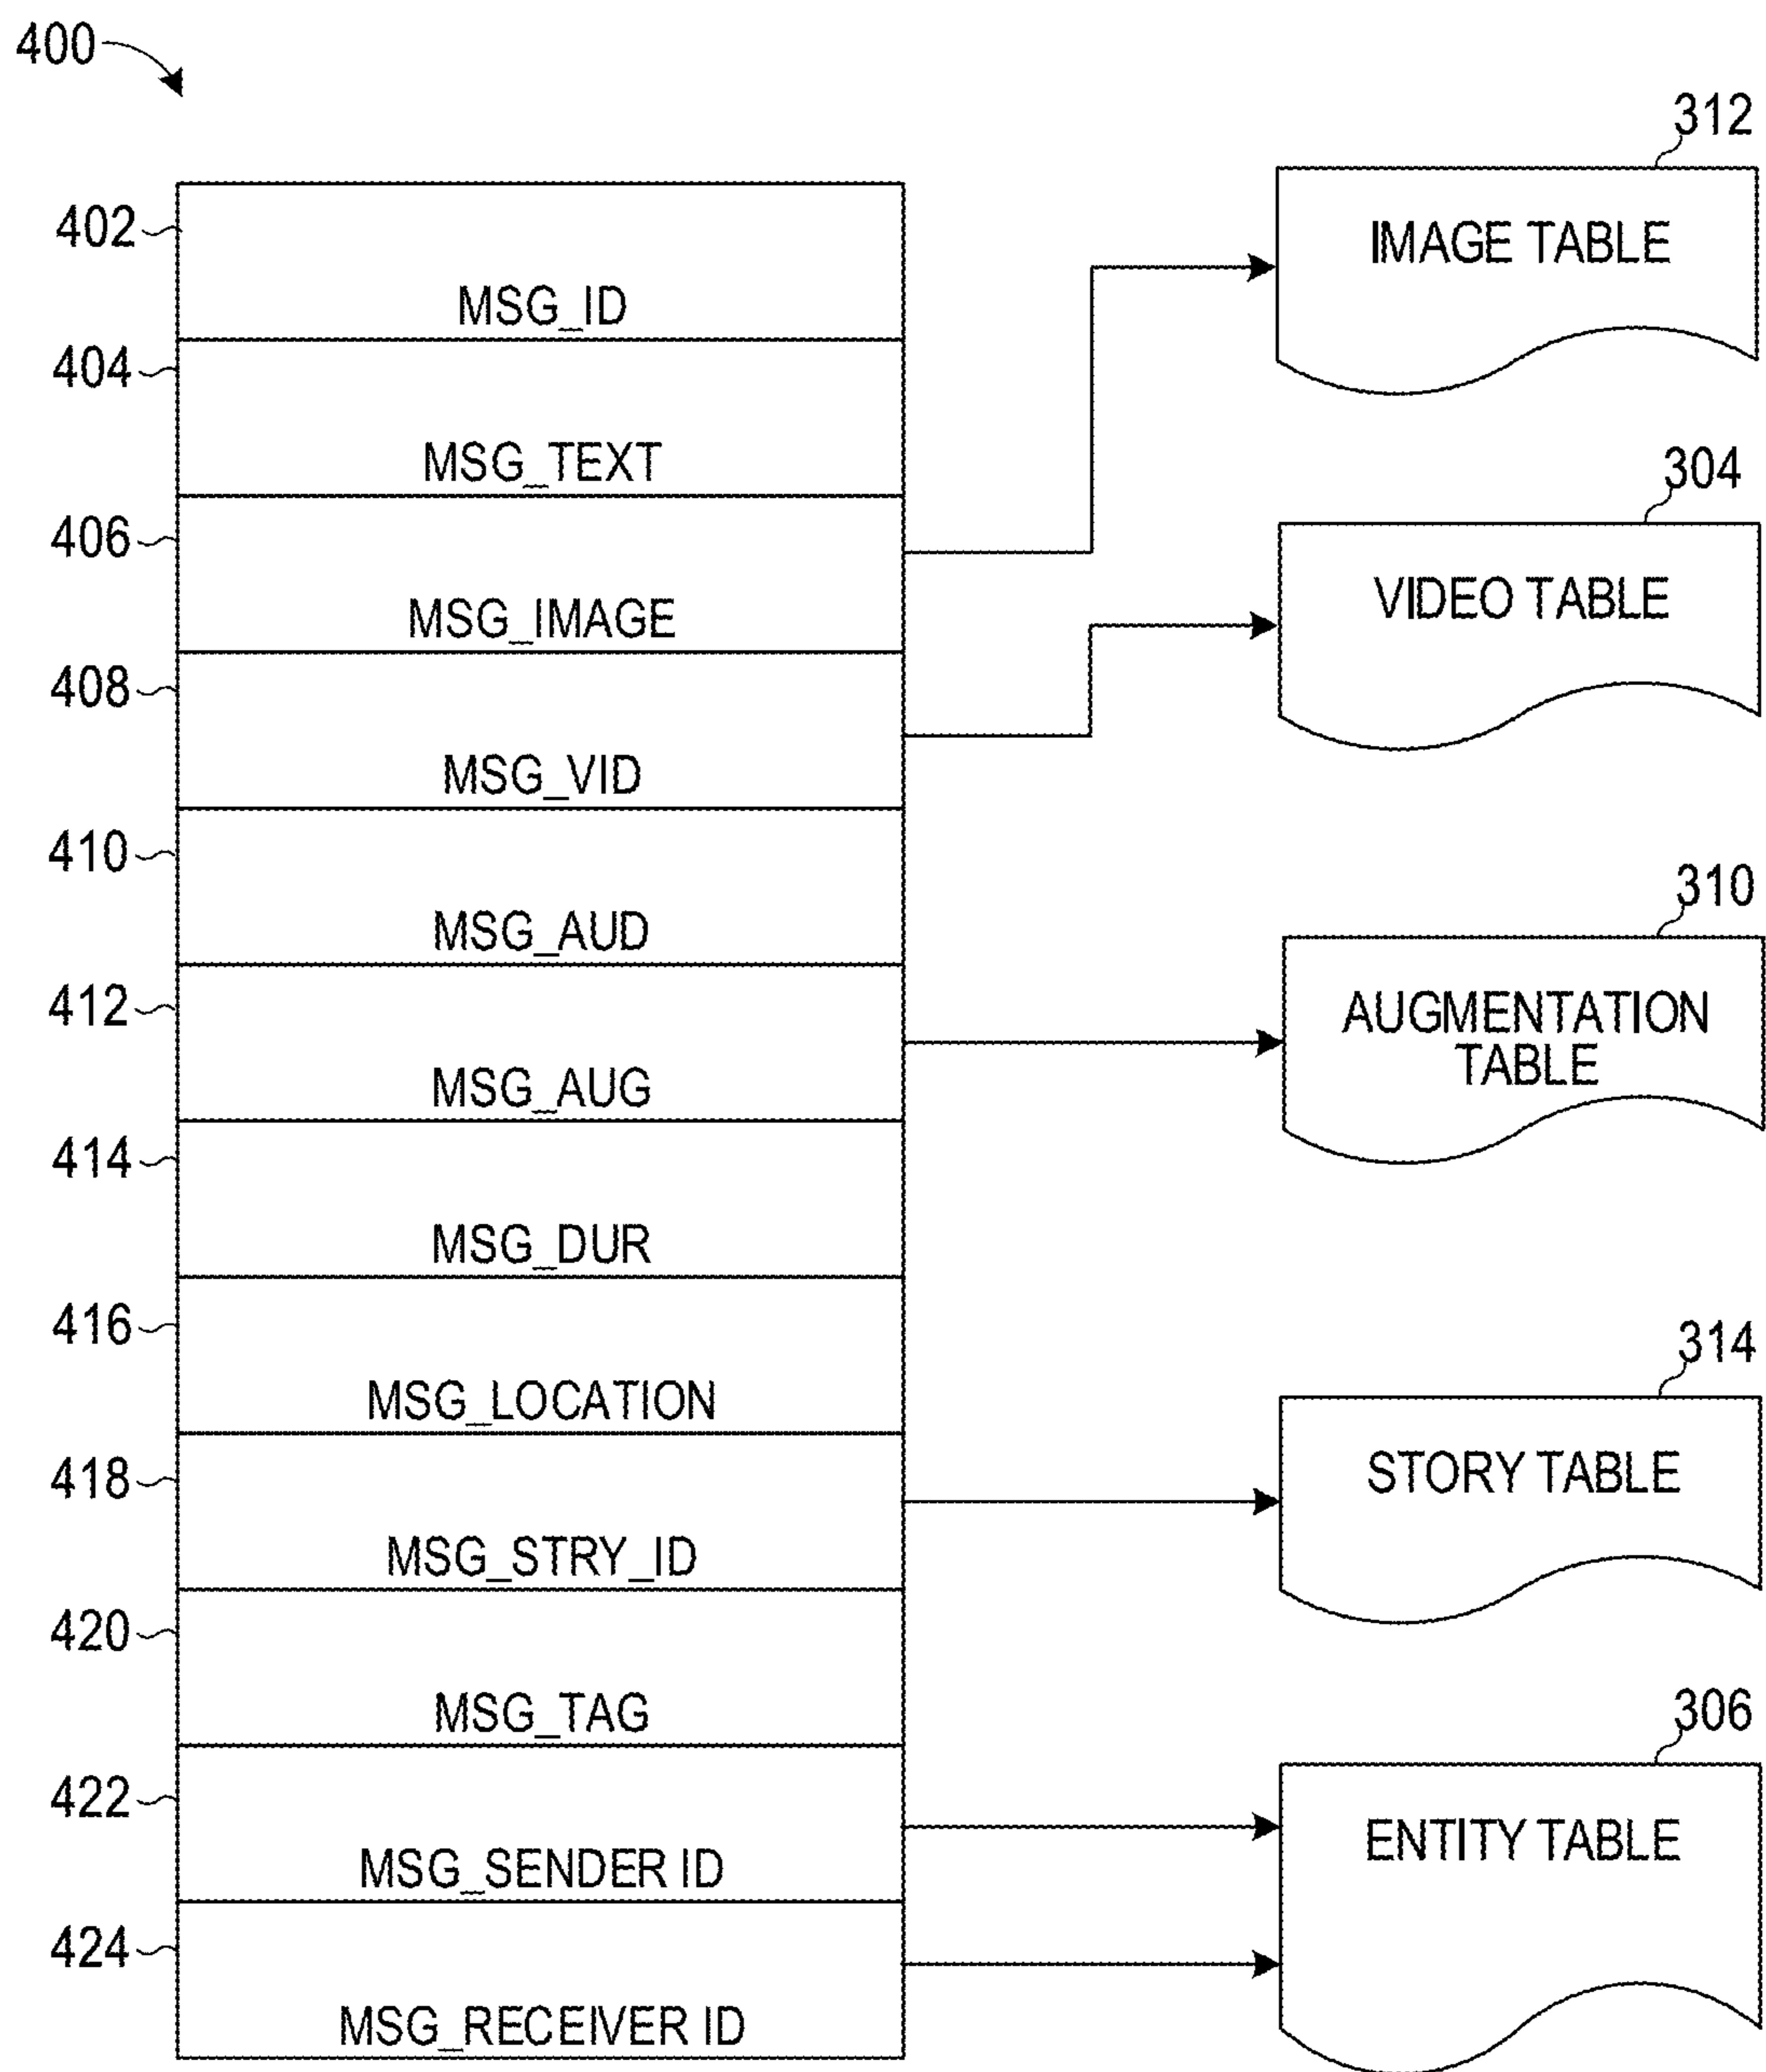 400
402
MSG_ID
404
MSG_TEXT
406
MSG_IMAGE
408
MSG_VID
410
MSG_AUD
412
MSG_AUG
414
MSG_DUR
416
MSG_LOCATION
418
MSG_STRY_ID
420
MSG_TAG
422
MSG_SENDER ID
424
MSG_RECEIVER ID
312
IMAGE TABLE
304
VIDEO TABLE
310
AUGMENTATION
TABLE
314
STORY TABLE
306
ENTITY TABLE